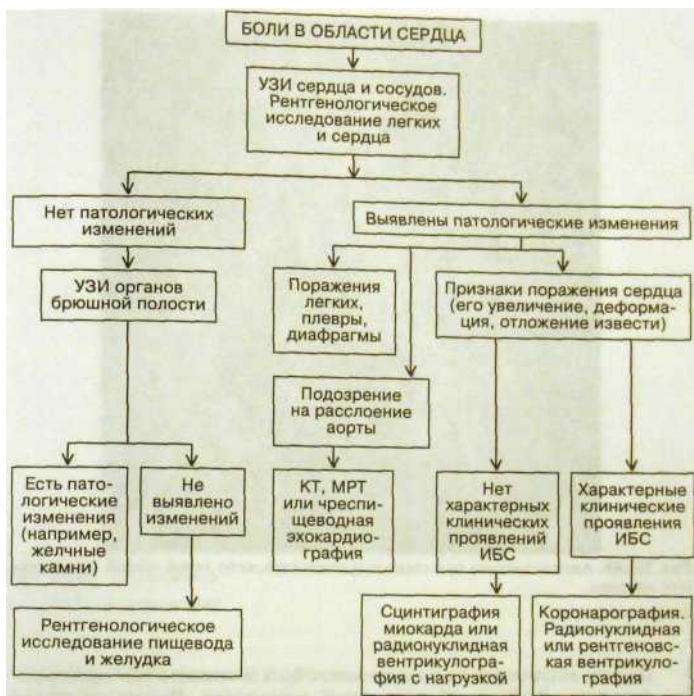 БОЛИ В ОБЛАСТИ СЕРДЦА
УЗИ сердца и сосудов.
Рентгенологическое
исследование легких
и сердца
Нет патологических
изменений
Выявлены патологические изменения
УЗИ органов
брюшной полости
Поражения
легких,
плевры,
диафрагмы
Признаки поражения сердца
(его увеличение, деформа-
ция, отложение извести)
Подозрение
на расслоение
аорты
Есть пато-
логические
изменения
(например,
желчные
камни)
Не
выявлено
изменений
КТ, МРТ
или чреспи-
щеводная
эхокардио-
графия
Нет
характерных
клинических
проявлений
ИБС
Характерные
клинические
проявления
ИБС
Рентгенологическое
исследование пищевода
и желудка
Сцинтиграфия
миокарда или
радионуклидная
вентрикулогра-
фия с нагрузкой
Коронарография.
Радионуклидная
или рентгеновс-
кая вентрикуло-
графия